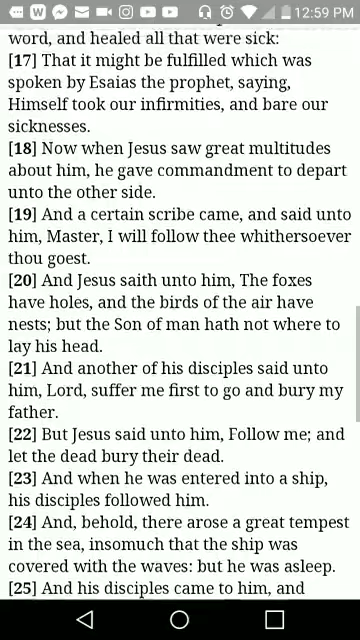 12:59 PM
word, and healed all that were sick:
[17] That it might be fulfilled which was
spoken by Esaias the prophet, saying,
Himself took our infirmities, and bare our
sicknesses.
[18] Now when Jesus saw great multitudes
about him, he gave commandment to depart
unto the other side.
[19] And a certain scribe came, and said unto
him, Master, I will follow thee whithersoever
thou goest.
[20] And Jesus saith unto him, The foxes
have holes, and the birds of the air have
nests; but the Son of man hath not where to
lay his head.
[21] And another of his disciples said unto
him, Lord, suffer me first to go and bury my
father.
[22] But Jesus said unto him, Follow me; and
let the dead bury their dead.
[23] And when he was entered into a ship,
his disciples followed him.
[24] And, behold, there arose a great tempest
in the sea, insomuch that the ship was
covered with the waves: but he was asleep.
[25] And his disciples came to him, and